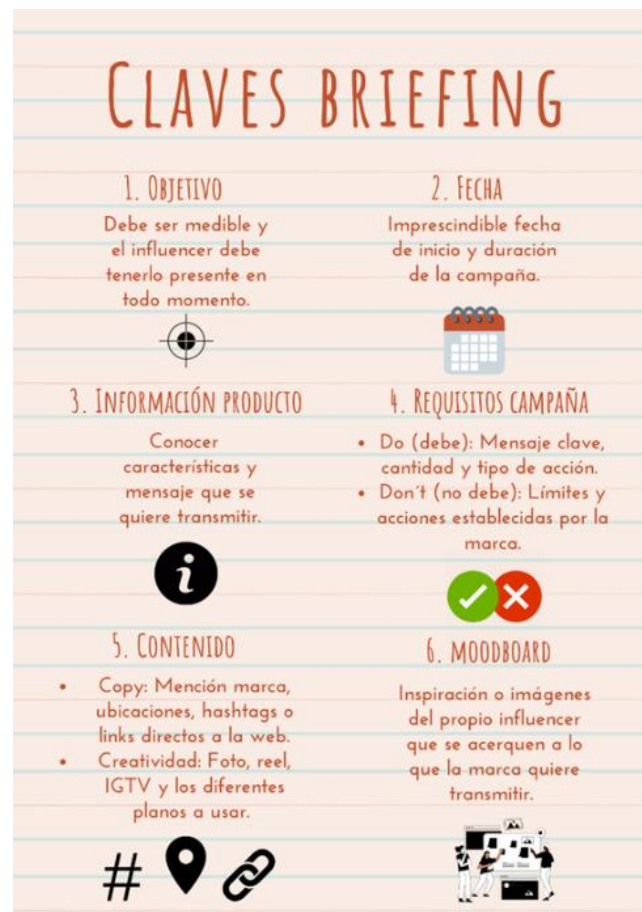 CLAVES BRIEFING
1. OBJETIVO
Debe ser medible y
el influencer debe
tenerlo presente en
todo momento.
2. FECHA
Imprescindible fecha
de inicio y duración
de la campaña.
3. INFORMACIÓN PRODUCTO
Conocer
características y
mensaje que se
quiere transmitir.
4. REQUISITOS CAMPAÑA
• Do (debe): Mensaje clave,
cantidad y tipo de acción.
• Don´t (no debe): Límites y
acciones establecidas por la
marca.
5. CONTENIDO
• Copy: Mención marca,
ubicaciones, hashtags o
links directos a la web.
• Creatividad: Foto, reel,
IGTV y los diferentes
planos a usar.
#
6. MOODBOARD
Inspiración o imágenes
del propio influencer
que se acerquen a lo
que la marca quiere
transmitir.